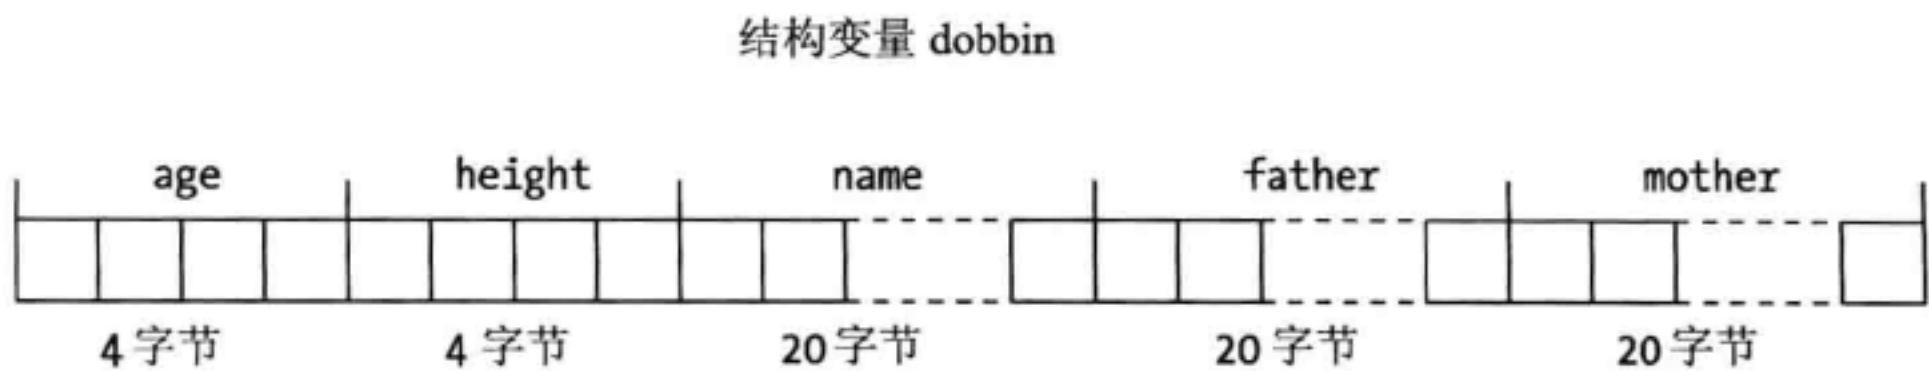 结构变量 dobbin
age height name father mother
4字节 4字节 20字节 20字节 20字节